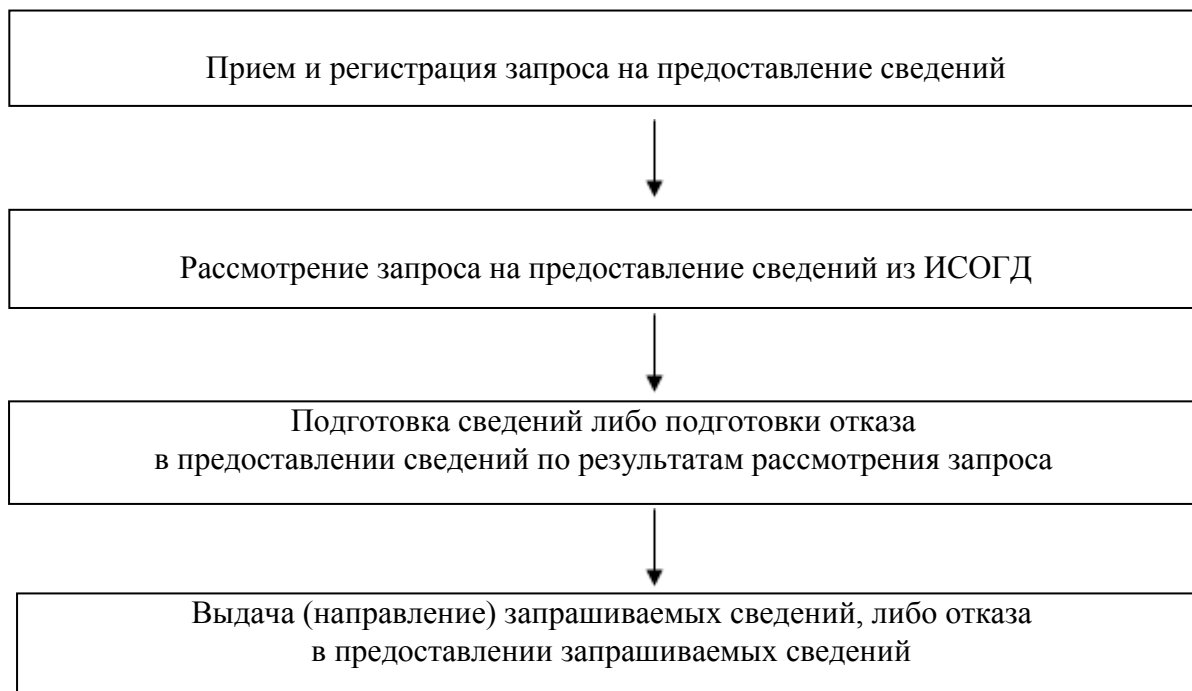 Прием и регистрация запроса на предоставление сведений
Рассмотрение запроса на предоставление сведений из ИСОГД
Подготовка сведений либо подготовки отказа
в предоставлении сведений по результатам рассмотрения запроса
Выдача (направление) запрашиваемых сведений, либо отказа
в предоставлении запрашиваемых сведений